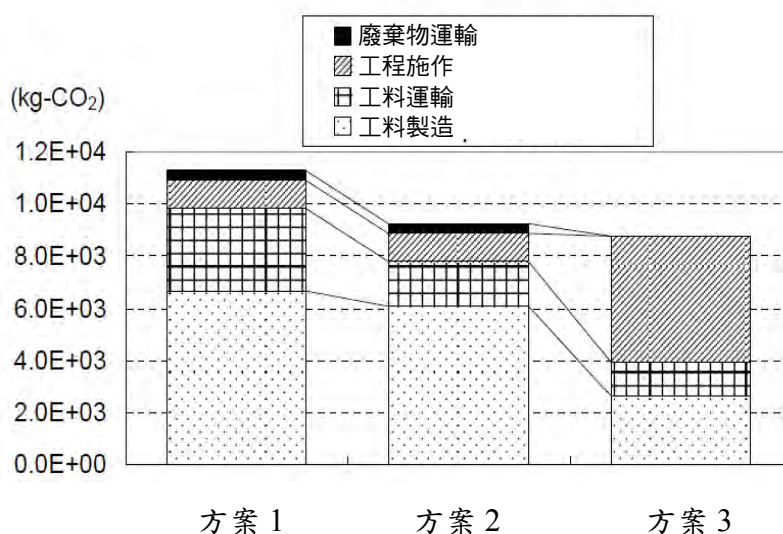 廢棄物運輸
工程施作
工料運輸
工料製造
(kg-CO₂)
1.2E+04
1.0E+04
8.0E+03
6.0E+03
4.0E+03
2.0E+03
0.0E+00
方案 1 方案 2 方案 3